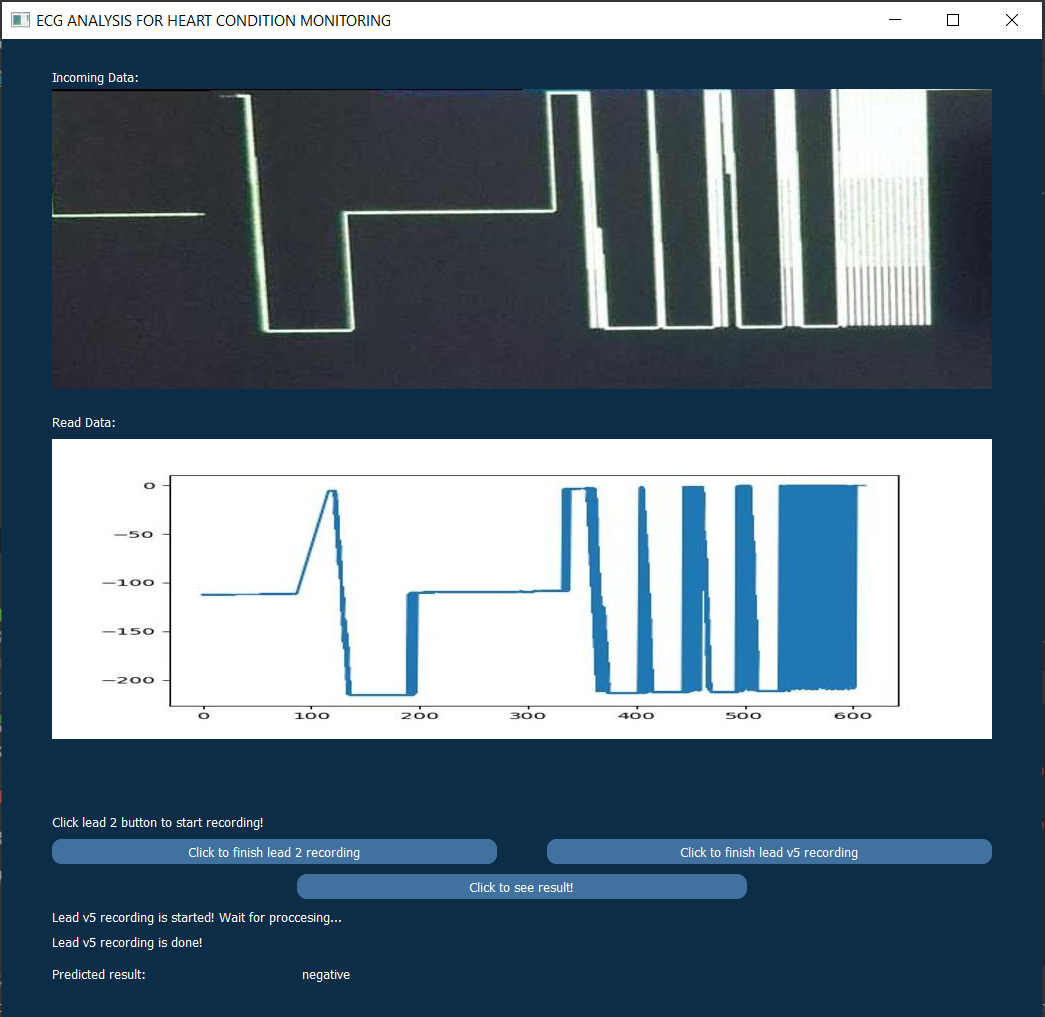 ECG ANALYSIS FOR HEART CONDITION MONITORING
Incoming Data:
Read Data:
0
−50
−100
−150
−200
0 100 200 300 400 500 600
Click lead 2 button to start recording!
Click to finish lead 2 recording Click to finish lead v5 recording
Click to see result!
Lead v5 recording is started! Wait for proccesing...
Lead v5 recording is done!
Predicted result: negative